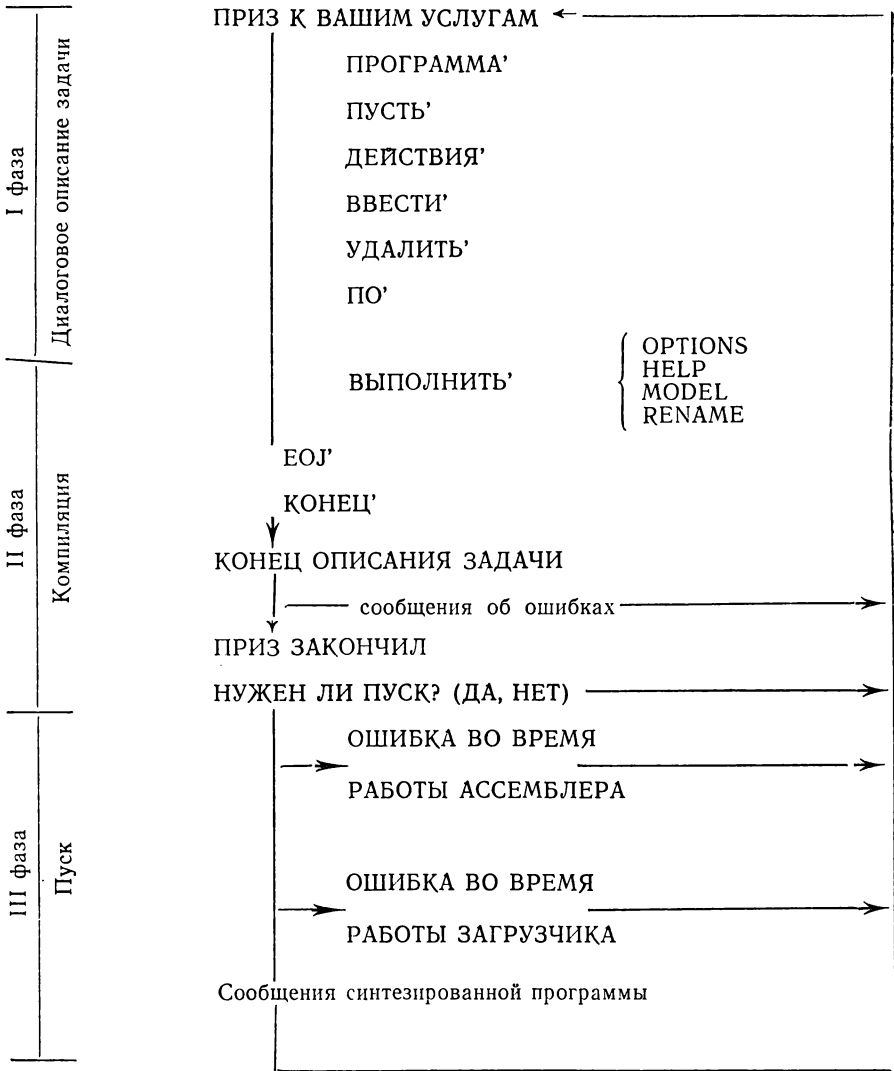 ПРИЗ К ВАШИМ УСЛУГАМ
ПРОГРАММА'
ПУСТЬ'
ДЕЙСТВИЯ'
ВВЕСТИ'
УДАЛИТЬ'
ПО'
I фаза
Диалоговое описание задачи
ВЫПОЛНИТЬ'
OPTIONS
HELP
MODEL
RENAME
EOJ'
КОНЕЦ'
II фаза
Компиляция
КОНЕЦ ОПИСАНИЯ ЗАДАЧИ
сообщения об ошибках
ПРИЗ ЗАКОНЧИЛ
НУЖЕН ЛИ ПУСК? (ДА, НЕТ)
ОШИБКА ВО ВРЕМЯ
РАБОТЫ АССЕМБЛЕРА
III фаза
Пуск
ОШИБКА ВО ВРЕМЯ
РАБОТЫ ЗАГРУЗЧИКА
Сообщения синтезированной программы